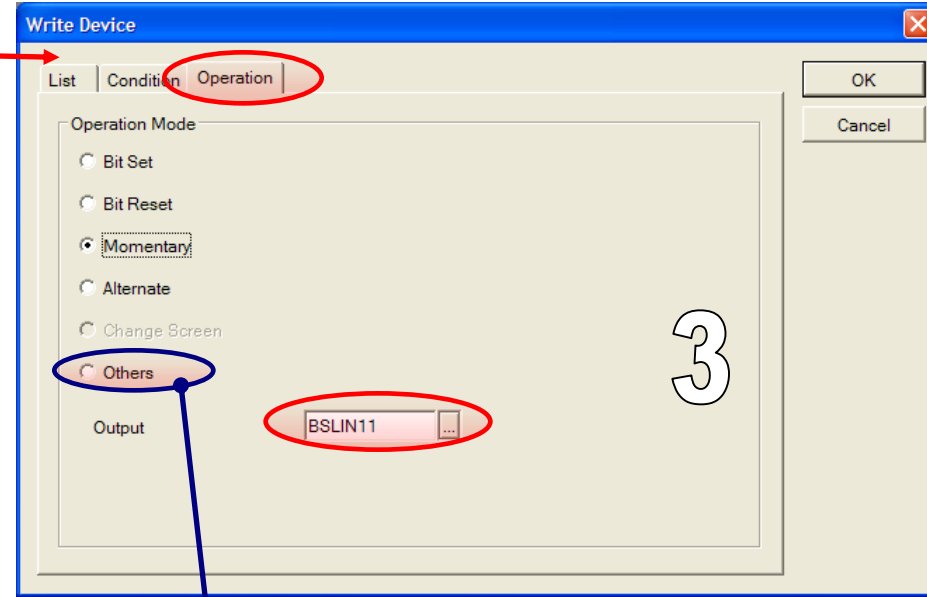 Write Device
List Condition Operation
OK
Cancel
Operation Mode
Bit Set
Bit Reset
Momentary
Alternate
Change Screen
Others
3
Output BSLIN11 ...